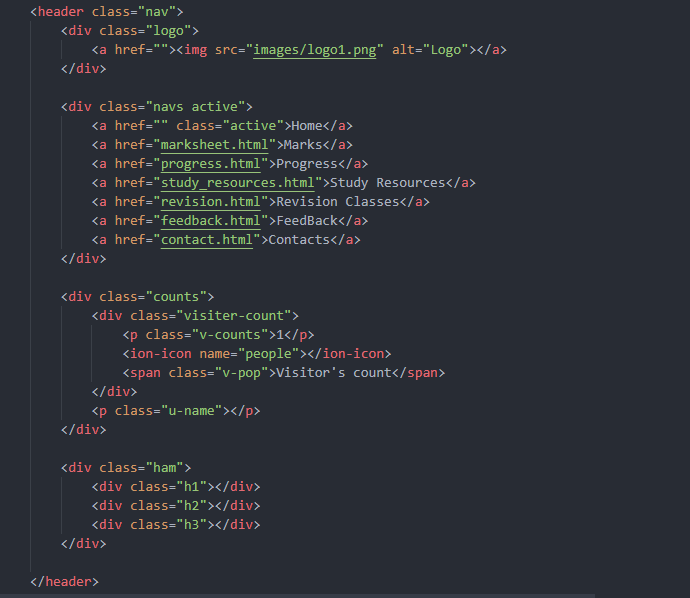 <header class="nav">
<div class="logo">
<a href=""><img src="images/logo1.png" alt="Logo"></a>
</div>
<div class="navs active">
<a href="" class="active">Home</a>
<a href="marksheet.html">Marks</a>
<a href="progress.html">Progress</a>
<a href="study_resources.html">Study Resources</a>
<a href="revision.html">Revision Classes</a>
<a href="feedback.html">FeedBack</a>
<a href="contact.html">Contacts</a>
</div>
<div class="counts">
<div class="visiter-count">
<p class="v-counts">1</p>
<ion-icon name="people"></ion-icon>
<span class="v-pop">Visitor's count</span>
</div>
<p class="u-name"></p>
</div>
<div class="ham">
<div class="h1"></div>
<div class="h2"></div>
<div class="h3"></div>
</div>
</header>